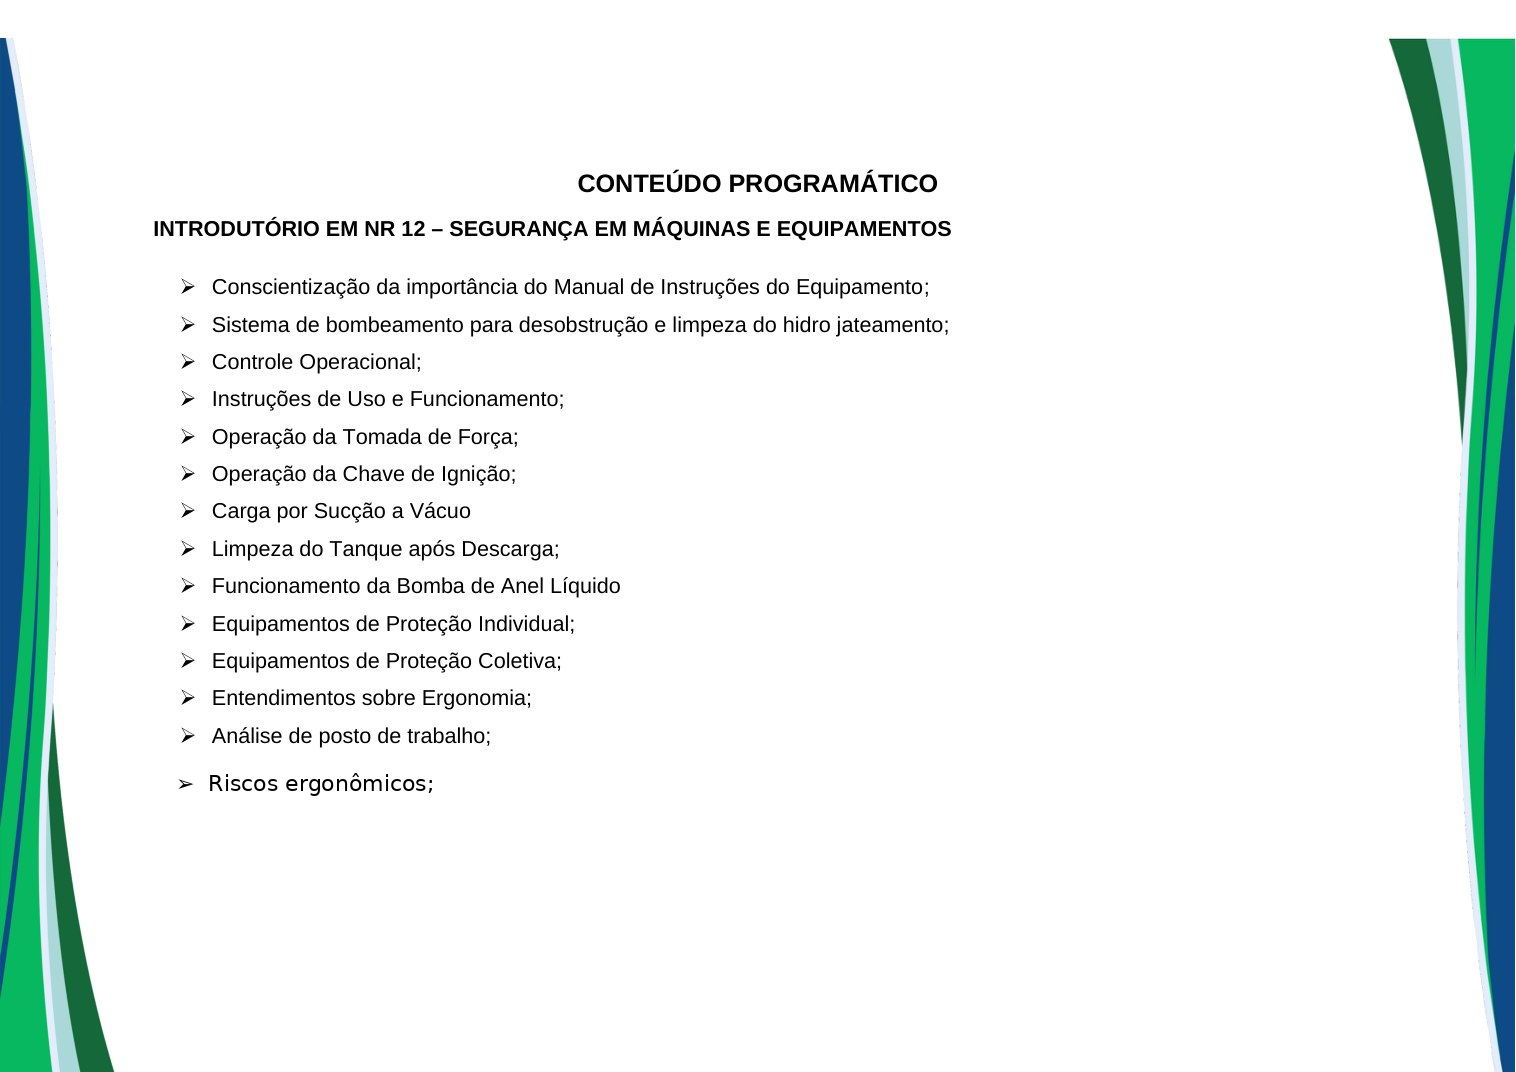 CONTEÚDO PROGRAMÁTICO
INTRODUTÓRIO EM NR 12 – SEGURANÇA EM MÁQUINAS E EQUIPAMENTOS
➢ Conscientização da importância do Manual de Instruções do Equipamento;
➢ Sistema de bombeamento para desobstrução e limpeza do hidro jateamento;
➢ Controle Operacional;
➢ Instruções de Uso e Funcionamento;
➢ Operação da Tomada de Força;
➢ Operação da Chave de Ignição;
➢ Carga por Sucção a Vácuo
➢ Limpeza do Tanque após Descarga;
➢ Funcionamento da Bomba de Anel Líquido
➢ Equipamentos de Proteção Individual;
➢ Equipamentos de Proteção Coletiva;
➢ Entendimentos sobre Ergonomia;
➢ Análise de posto de trabalho;
➢ Riscos ergonômicos;